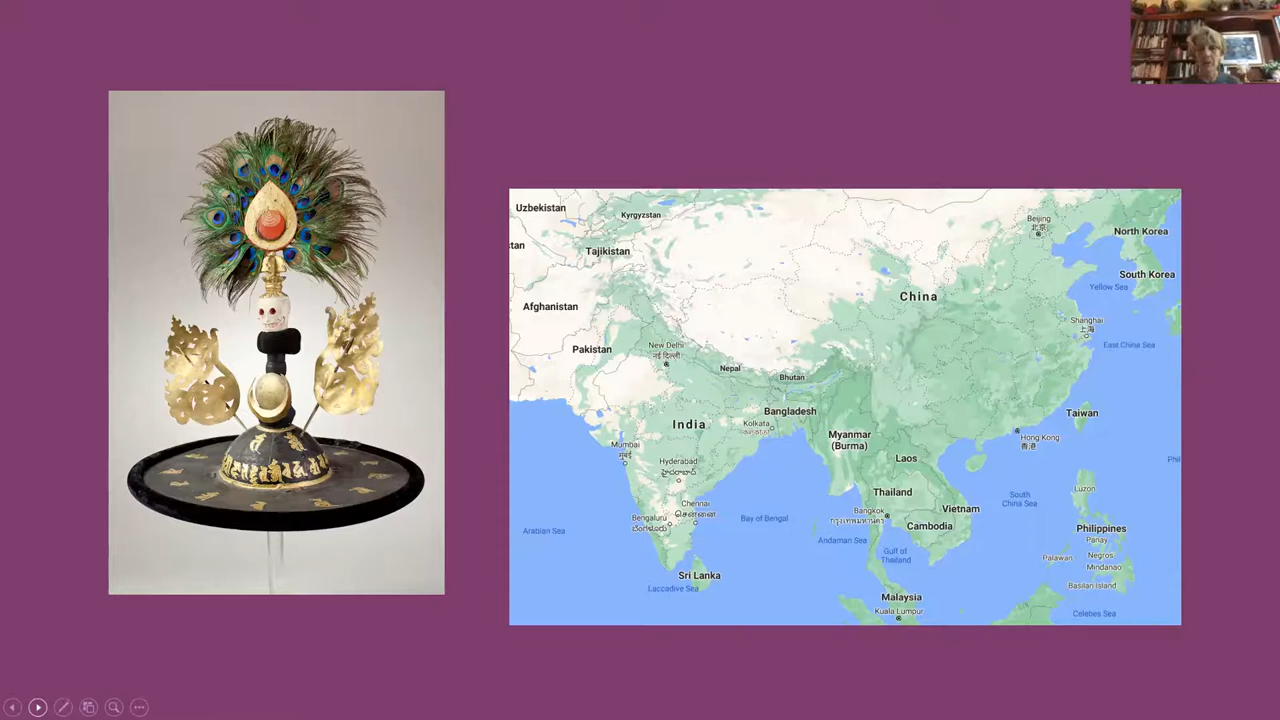 Uzbekistan
Kyrgyzstan
stan
Tajikistan
Afghanistan
Pakistan
New Delhi
नई दिल्ली
Nepal
Bhutan
Bangladesh
India
Kolkata
Mumbai
मुंबई
Hyderabad
Chennai
சென்னை
Bengaluru
Arabian Sea
Bay of Bengal
Sri Lanka
Laccadive Sea
China
Beijing
北京
North Korea
South Korea
Yellow Sea
Shanghai
上海
East China Sea
Taiwan
Hong Kong
香港
Myanmar
(Burma)
Laos
Thailand
Bangkok
กรุงเทพมหานคร
Vietnam
Cambodia
Andaman Sea
Gulf of
Thailand
South
China Sea
Luzon
Phil
Philippines
Panay
Negros
Palawan
Mindanao
Basilan Island
Malaysia
Kuala Lumpur
Celebes Sea